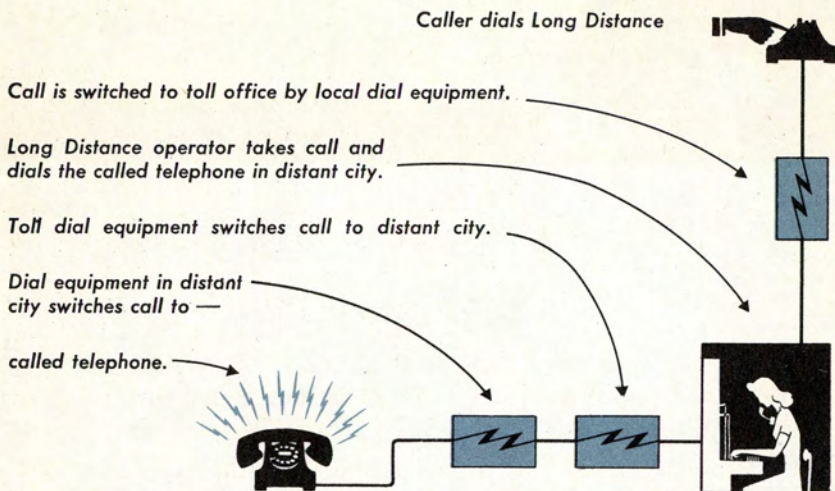 Caller dials Long Distance
Call is switched to toll office by local dial equipment.
Long Distance operator takes call and
dials the called telephone in distant city.
Toll dial equipment switches call to distant city.
Dial equipment in distant
city switches call to —
called telephone.